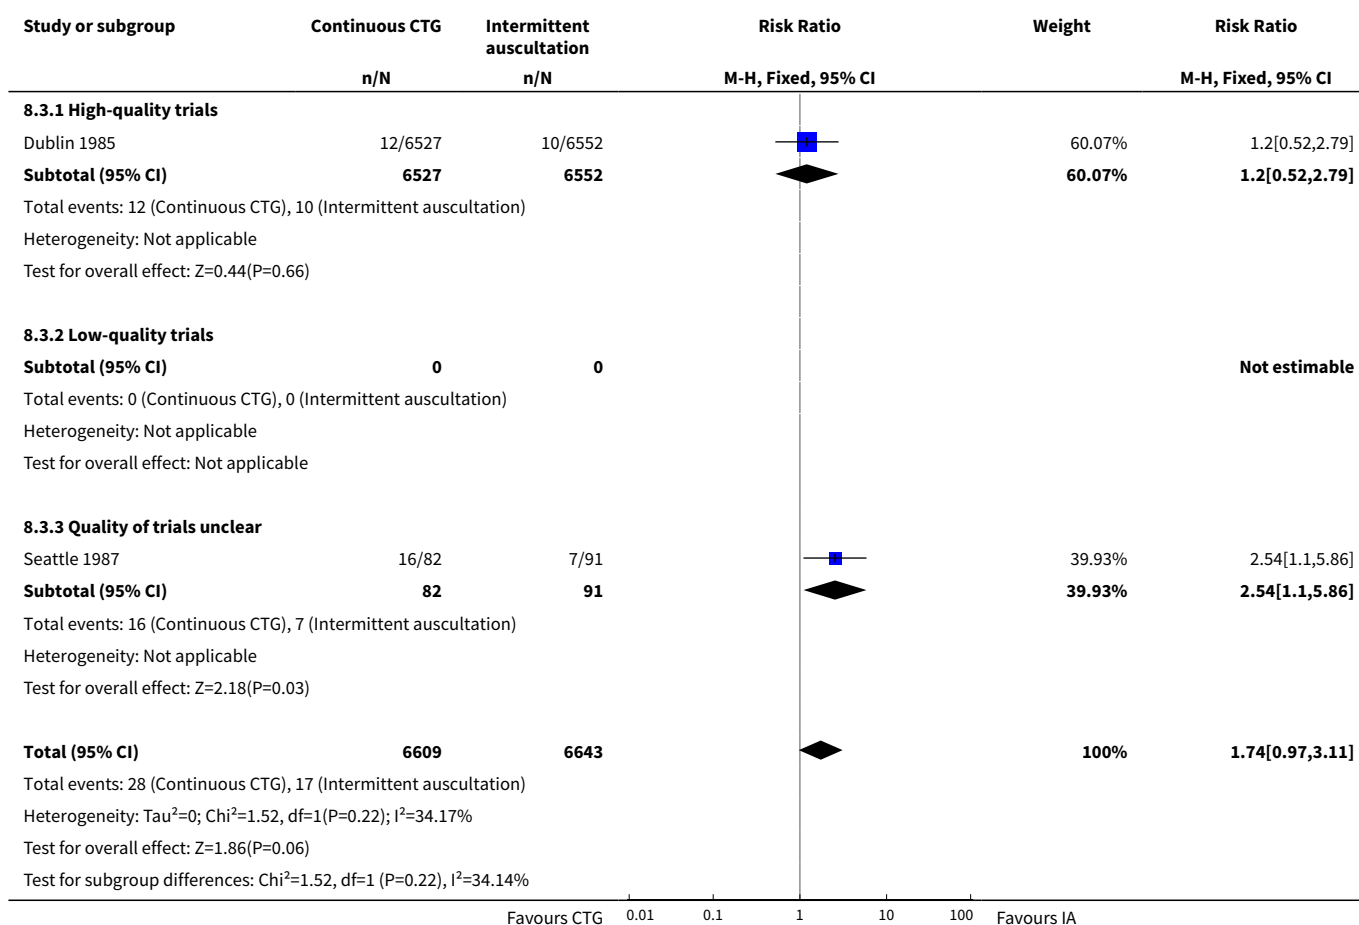 Study or subgroup Continuous CTG Intermittent auscultation Risk Ratio Weight Risk Ratio
n/N n/N M-H, Fixed, 95% CI M-H, Fixed, 95% CI
8.3.1 High-quality trials
Dublin 1985 12/6527 10/6552 60.07% 1.2[0.52,2.79]
Subtotal (95% CI) 6527 6552 60.07% 1.2[0.52,2.79]
Total events: 12 (Continuous CTG), 10 (Intermittent auscultation)
Heterogeneity: Not applicable
Test for overall effect: Z=0.44(P=0.66)
8.3.2 Low-quality trials
Subtotal (95% CI) 0 0 Not estimable
Total events: 0 (Continuous CTG), 0 (Intermittent auscultation)
Heterogeneity: Not applicable
Test for overall effect: Not applicable
8.3.3 Quality of trials unclear
Seattle 1987 16/82 7/91 39.93% 2.54[1.1,5.86]
Subtotal (95% CI) 82 91 39.93% 2.54[1.1,5.86]
Total events: 16 (Continuous CTG), 7 (Intermittent auscultation)
Heterogeneity: Not applicable
Test for overall effect: Z=2.18(P=0.03)
Total (95% CI) 6609 6643 100% 1.74[0.97,3.11]
Total events: 28 (Continuous CTG), 17 (Intermittent auscultation)
Heterogeneity: Tau²=0; Chi²=1.52, df=1(P=0.22); I²=34.17%
Test for overall effect: Z=1.86(P=0.06)
Test for subgroup differences: Chi²=1.52, df=1 (P=0.22), I²=34.14%
Favours CTG 0.01 0.1 1 10 100 Favours IA